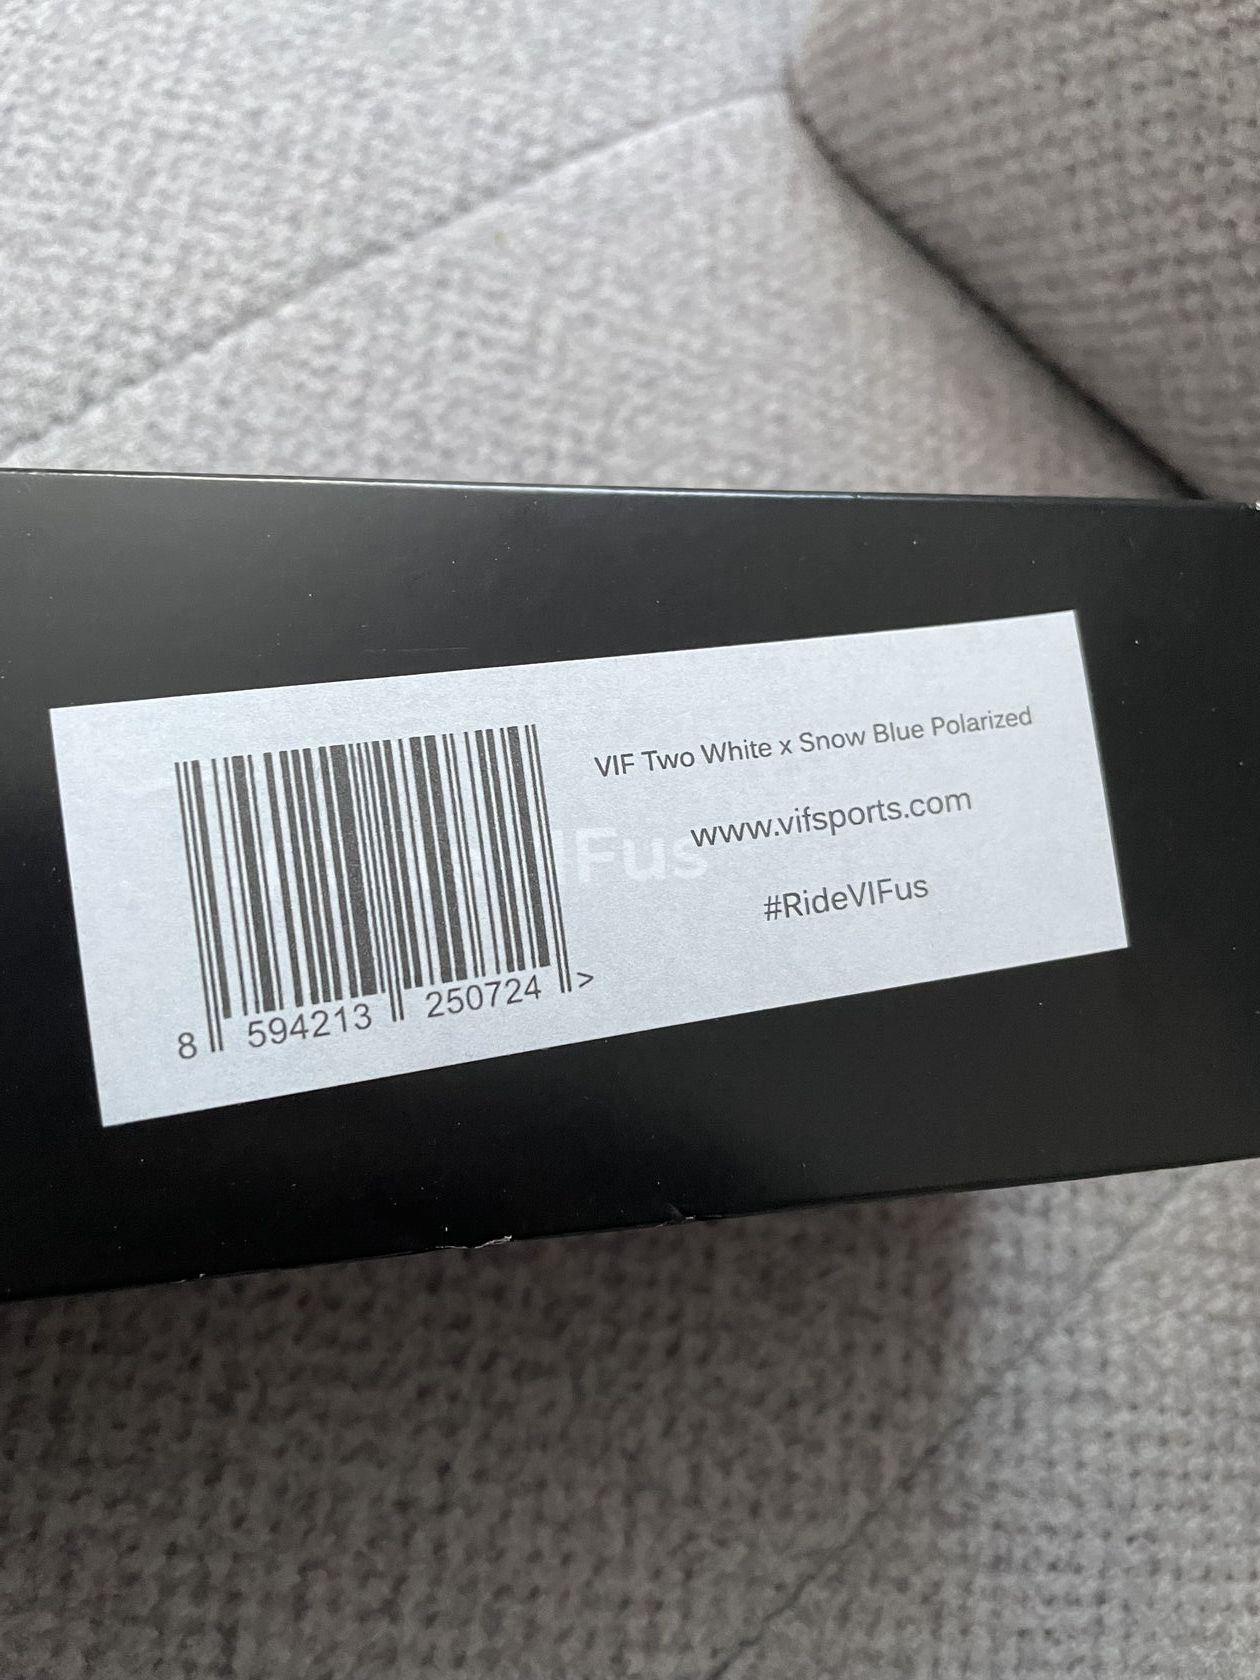 VIF Two White x Snow Blue Polarized
www.vifsports.com
#RideVIFus
8 594213 250724 >